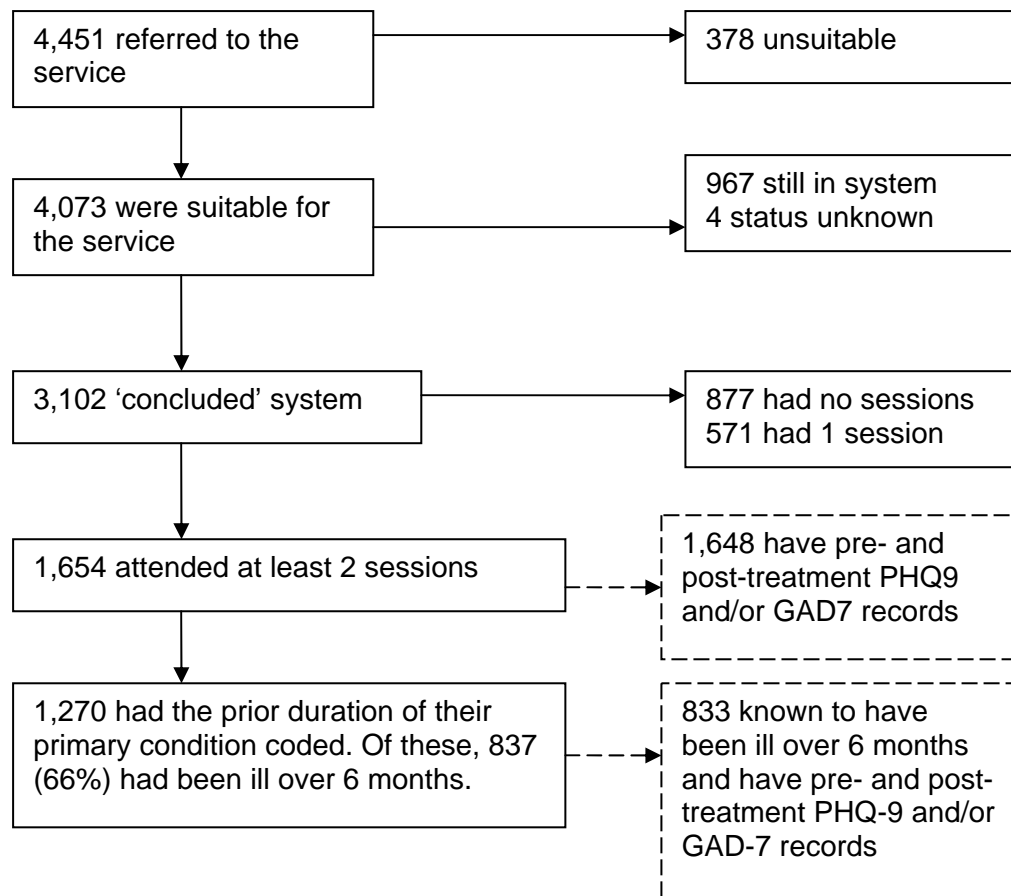 4,451 referred to the
service
378 unsuitable
4,073 were suitable for
the service
967 still in system
4 status unknown
3,102 ‘concluded’ system
877 had no sessions
571 had 1 session
1,654 attended at least 2 sessions
1,648 have pre- and
post-treatment PHQ9
and/or GAD7 records
1,270 had the prior duration of their
primary condition coded. Of these, 837
(66%) had been ill over 6 months.
833 known to have
been ill over 6 months
and have pre- and post-
treatment PHQ-9 and/or
GAD-7 records